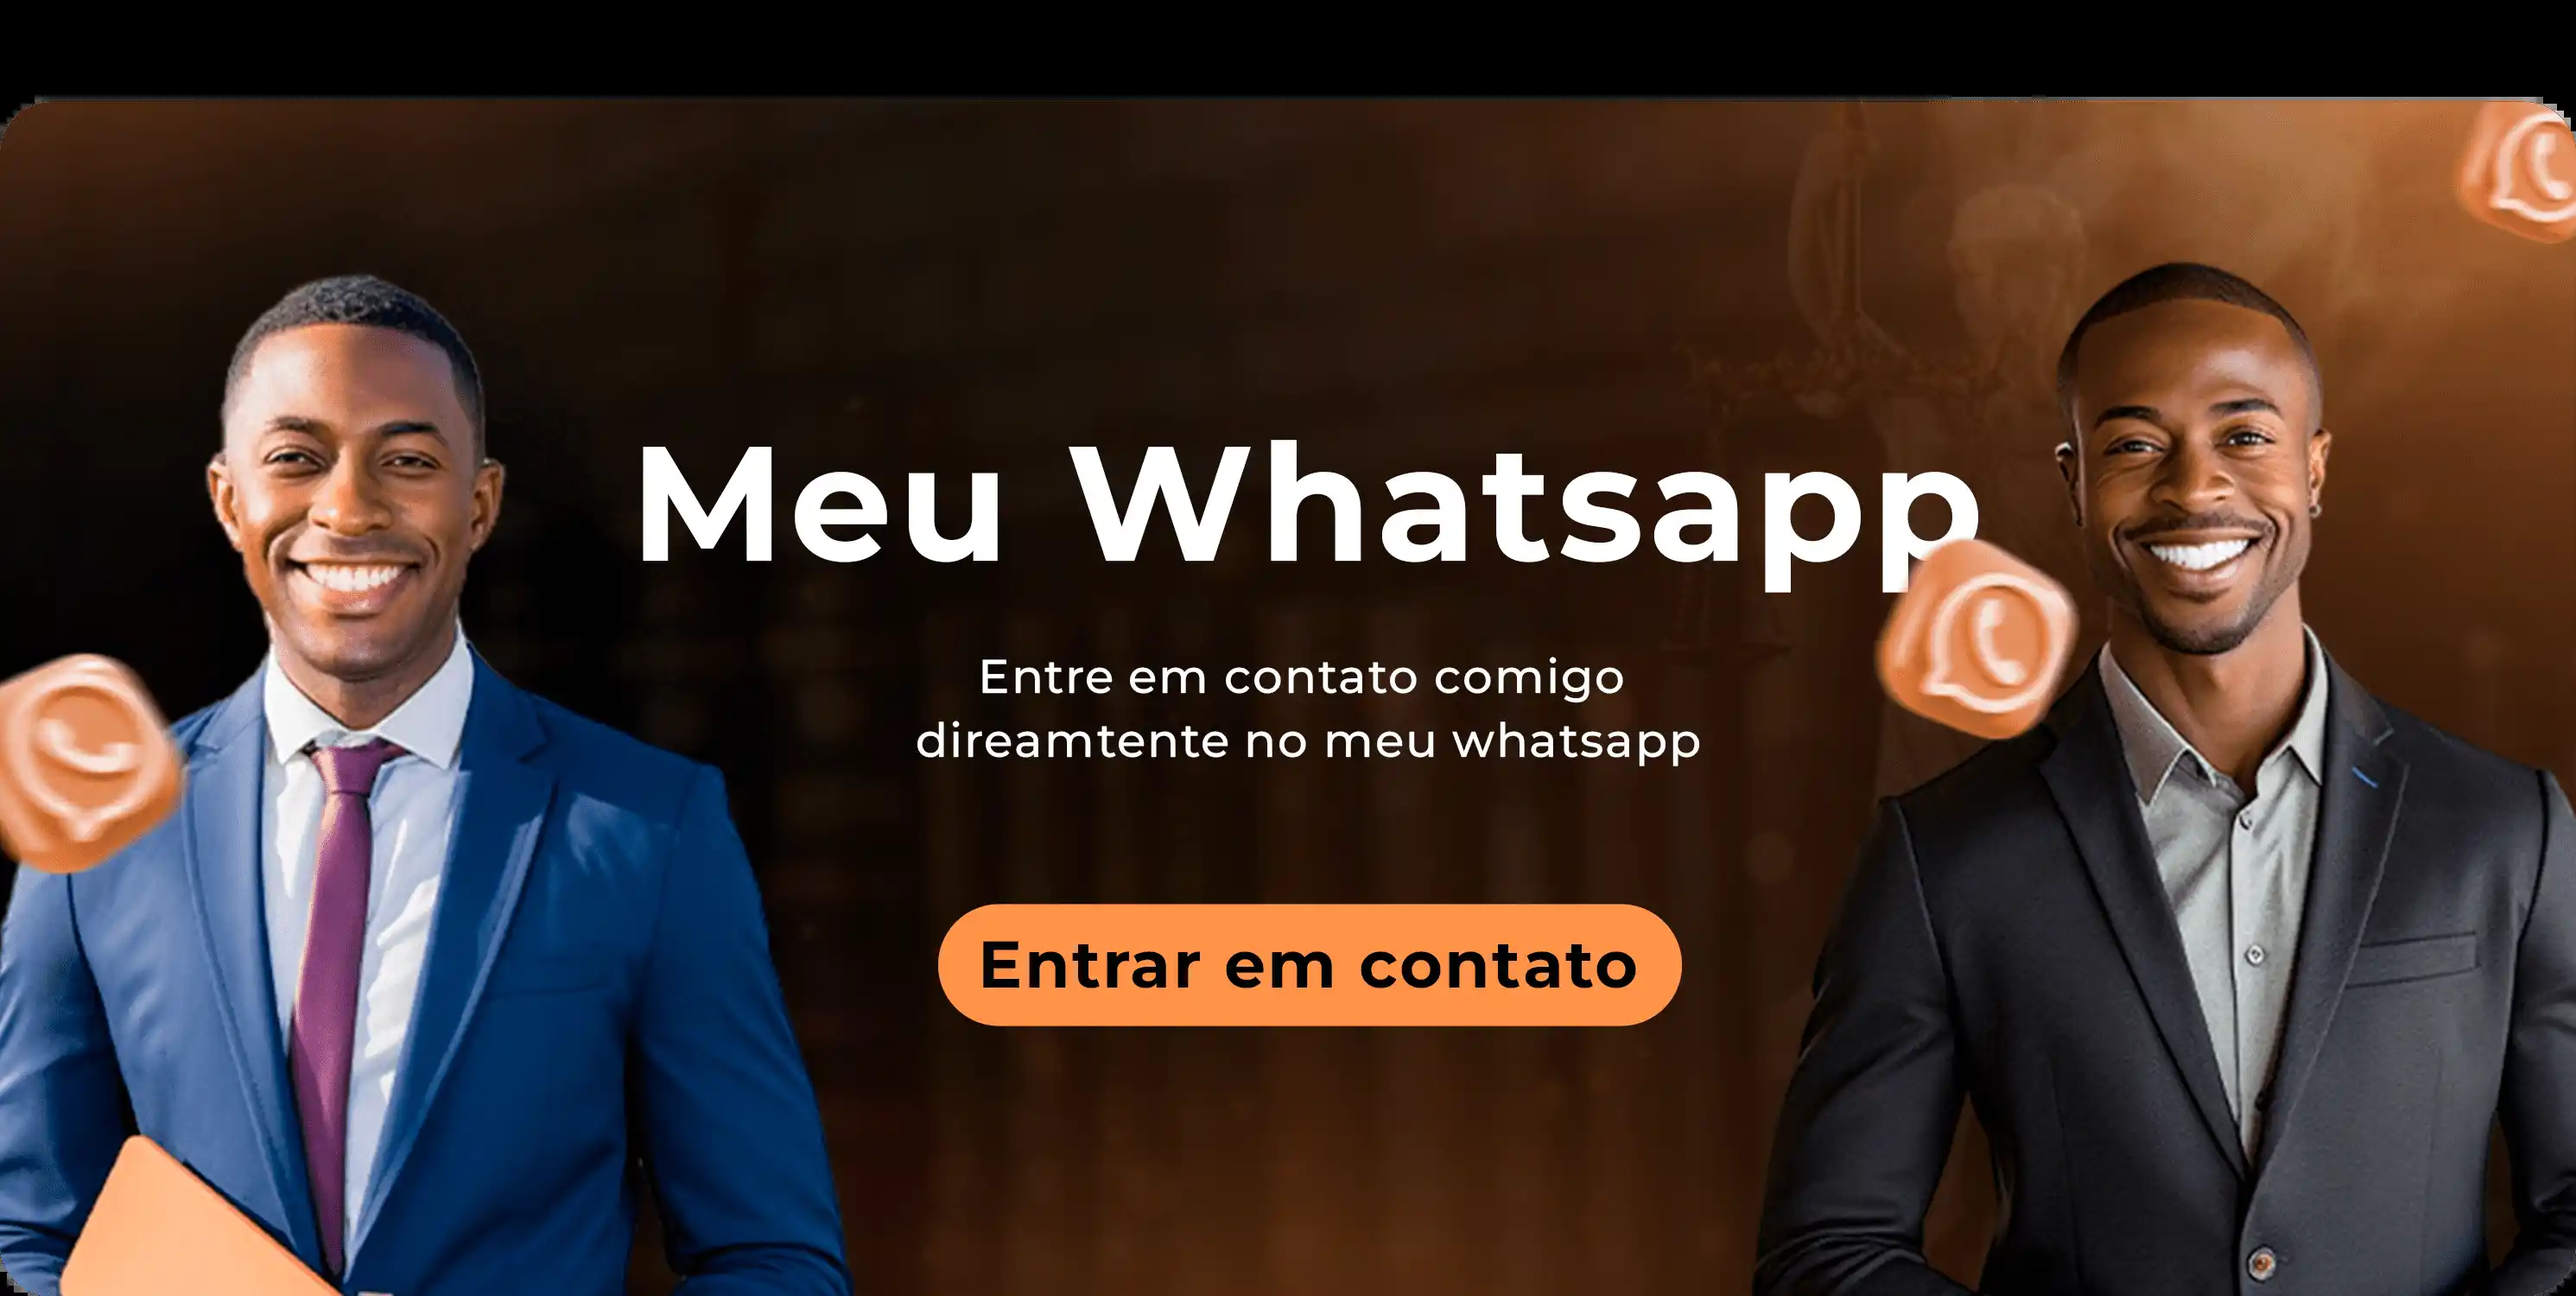 Meu Whatsapp
Entre em contato comigo
direamtente no meu whatsapp
Entrar em contato